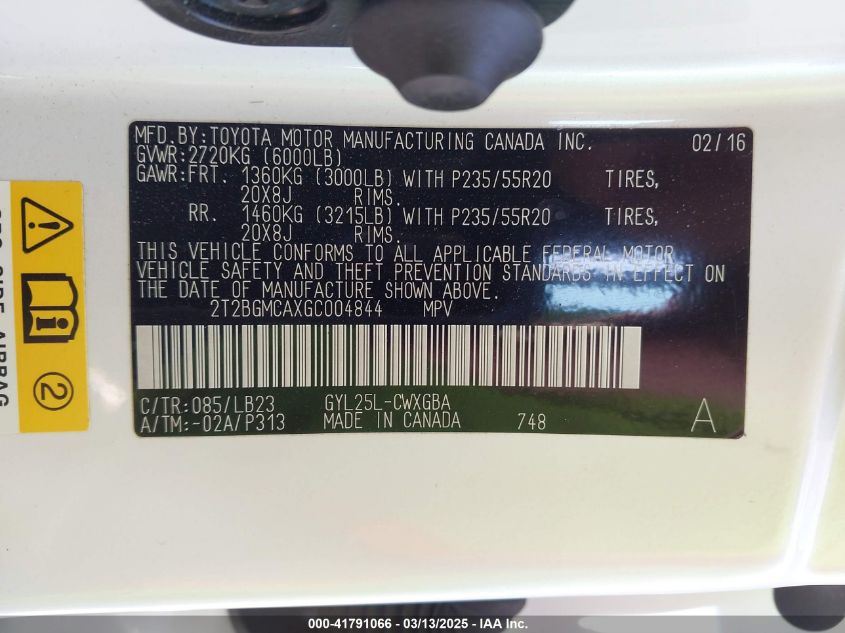 MFD.BY:TOYOTA MOTOR MANUFACTURING CANADA INC. 02/16
GVWR:2720KG (6000LB)
GAWR:FRT. 1360KG (3000LB) WITH P235/55R20 TIRES,
20X8J RIMS.
RR. 1460KG (3215LB) WITH P235/55R20 TIRES,
20X8J RIMS.
THIS VEHICLE CONFORMS TO ALL APPLICABLE FEDERAL MOTOR
VEHICLE SAFETY AND THEFT PREVENTION STANDARDS IN EFFECT ON
THE DATE OF MANUFACTURE SHOWN ABOVE.
2T2BGMCAXGC004844 MPV
C/TR:085/LB23 GYL25L-CWXGBA
A/TM:-02A/P313 MADE IN CANADA 748 A
2
SIDE AIRBAG
000-41791066 - 03/13/2025 - IAA Inc.